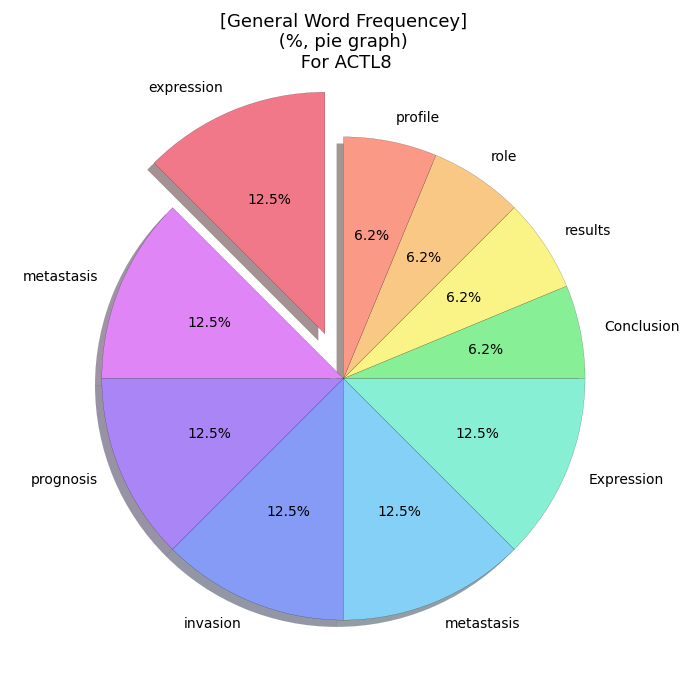 [General Word Frequencey]
(%, pie graph)
For ACTL8
expression
profile
role
results
Conclusion
Expression
metastasis
invasion
prognosis
metastasis
12.5%
6.2%
6.2%
6.2%
6.2%
12.5%
12.5%
12.5%
12.5%
12.5%